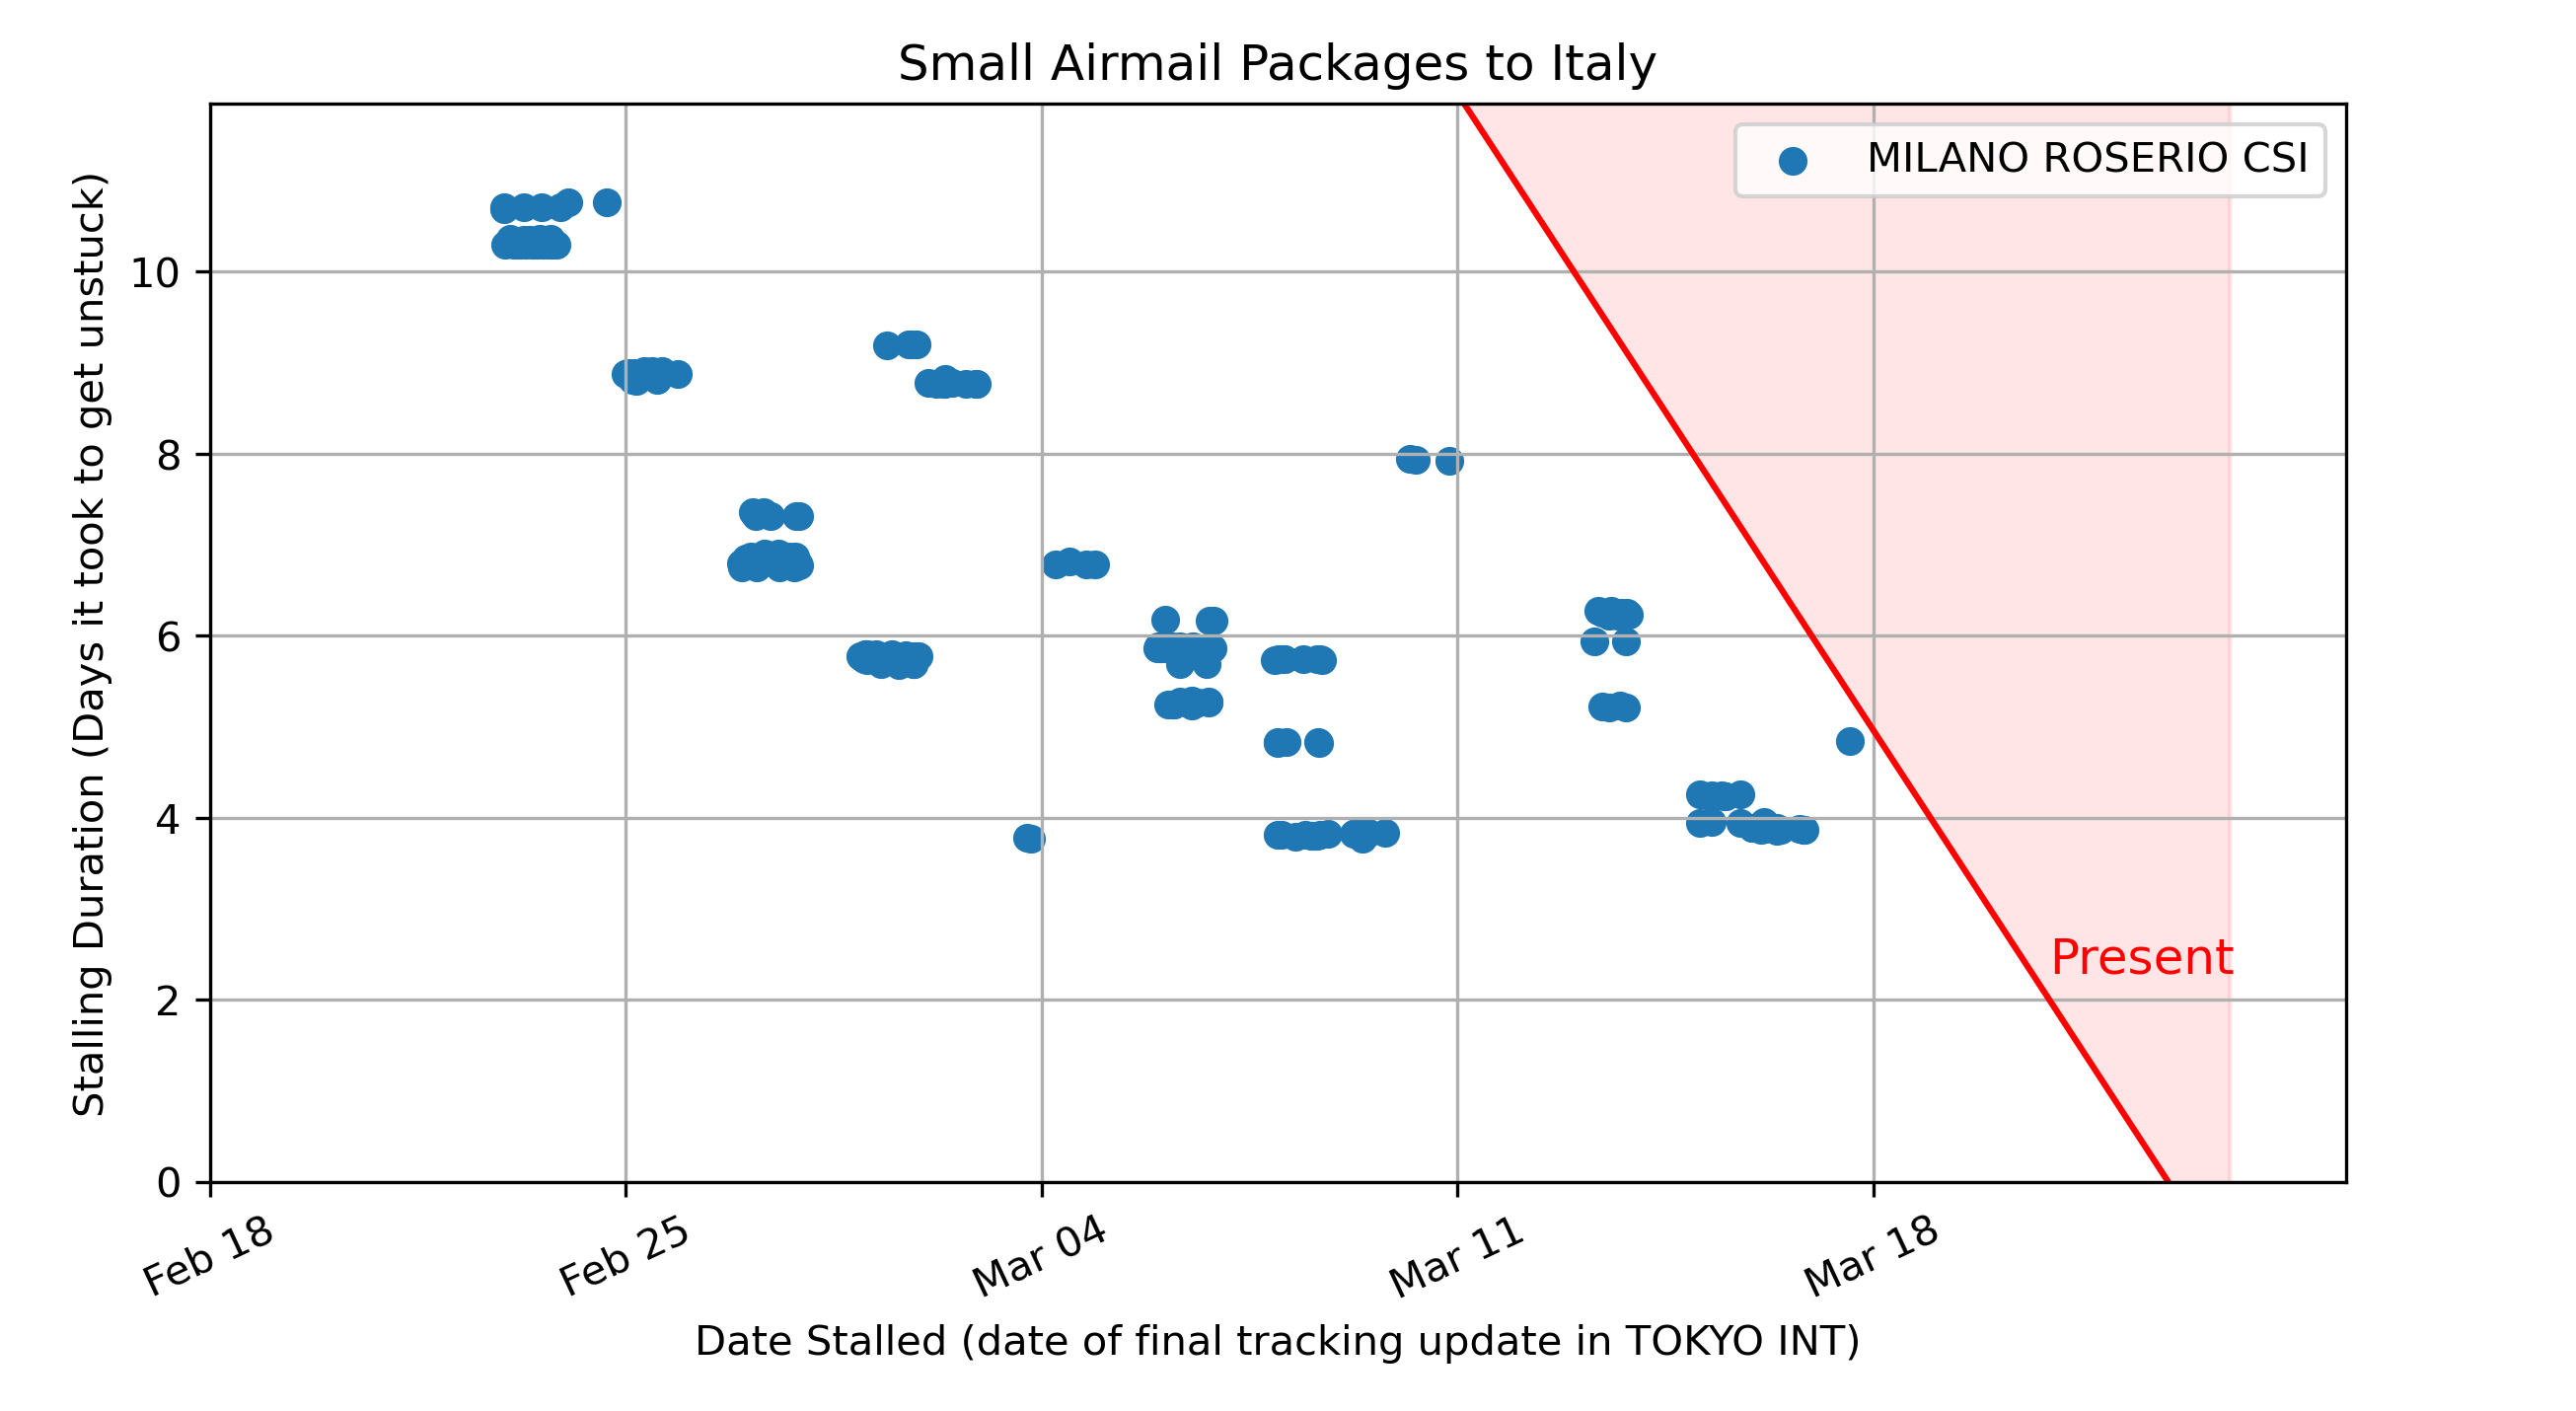 Small Airmail Packages to Italy
MILANO ROSERIO CSI
Stalling Duration (Days it took to get unstuck)
10
8
6
4
2
0
Present
Feb 18
Feb 25
Mar 04
Mar 11
Mar 18
Date Stalled (date of final tracking update in TOKYO INT)